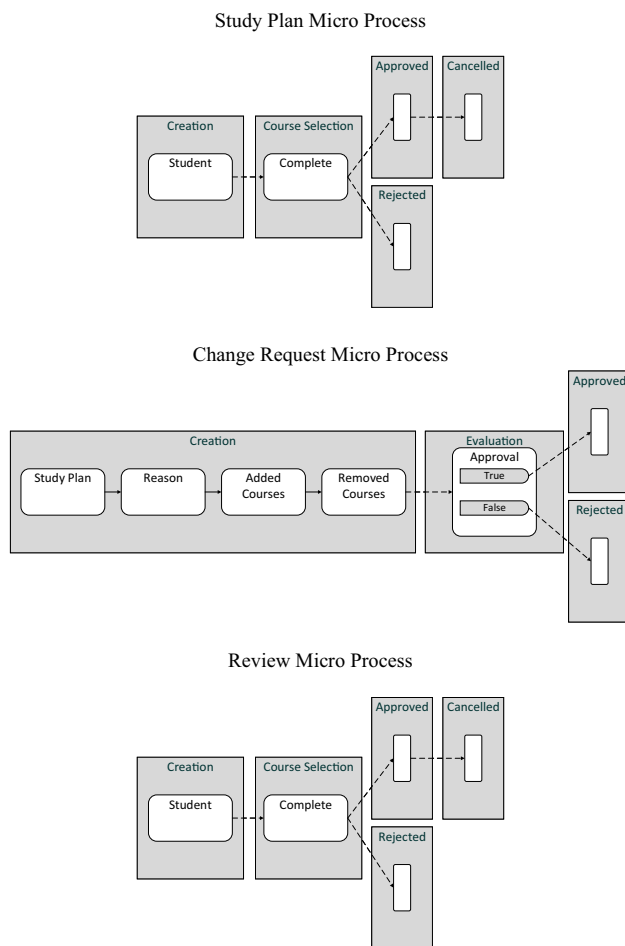 Study Plan Micro Process
Approved
Cancelled
Creation
Course Selection
Student
Complete
Rejected
Change Request Micro Process
Approved
Creation
Evaluation
Approval
Study Plan
Reason
Added
Courses
Removed
Courses
True
False
Rejected
Review Micro Process
Approved
Cancelled
Creation
Course Selection
Student
Complete
Rejected